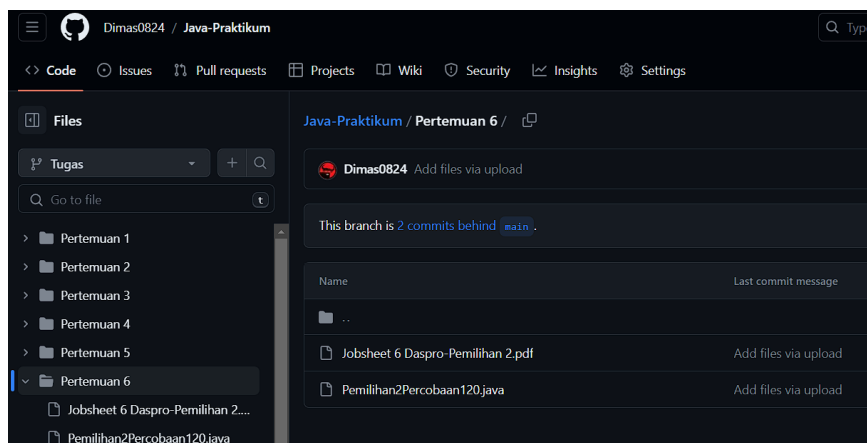 Dimas0824 / Java-Praktikum
Typ
Code Issues Pull requests Projects Wiki Security Insights Settings
Files
Tugas
Go to file t
Pertemuan 1
Pertemuan 2
Pertemuan 3
Pertemuan 4
Pertemuan 5
Pertemuan 6
Jobsheet 6 Daspro-Pemilihan 2....
Pemilihan2Percobaan120.java
Java-Praktikum / Pertemuan 6 /
Dimas0824 Add files via upload
This branch is 2 commits behind main .
Name Last commit message
..
Jobsheet 6 Daspro-Pemilihan 2.pdf Add files via upload
Pemilihan2Percobaan120.java Add files via upload